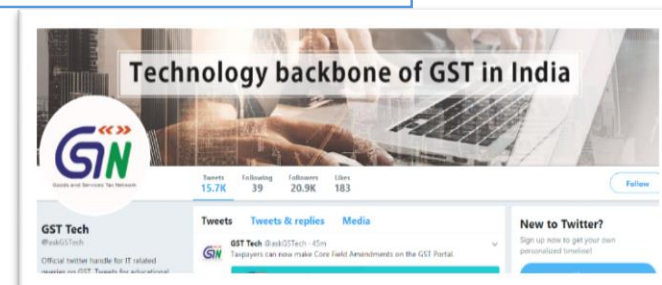 Technology backbone of GST in India
GSTN
Goods and Services Tax Network
Tweets Following Followers Likes
15.7K 39 20.9K 183
Follow
GST Tech
@askGSTech
Official twitter handle for IT related
queries on GST. Tweets for educational
Tweets Tweets & replies Media
GST Tech @askGSTech · 45m
Taxpayers can now make Core Field Amendments on the GST Portal
New to Twitter?
Sign up now to get your own
personalized timeline!